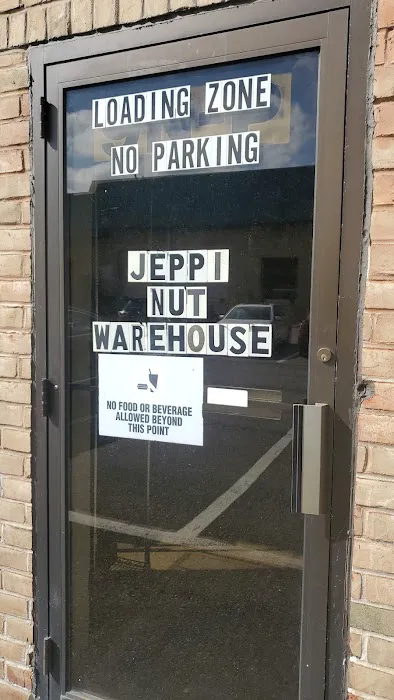 LOADING ZONE
NO PARKING
JEPPI
NUT
WAREHOUSE
NO FOOD OR BEVERAGE
ALLOWED BEYOND
THIS POINT